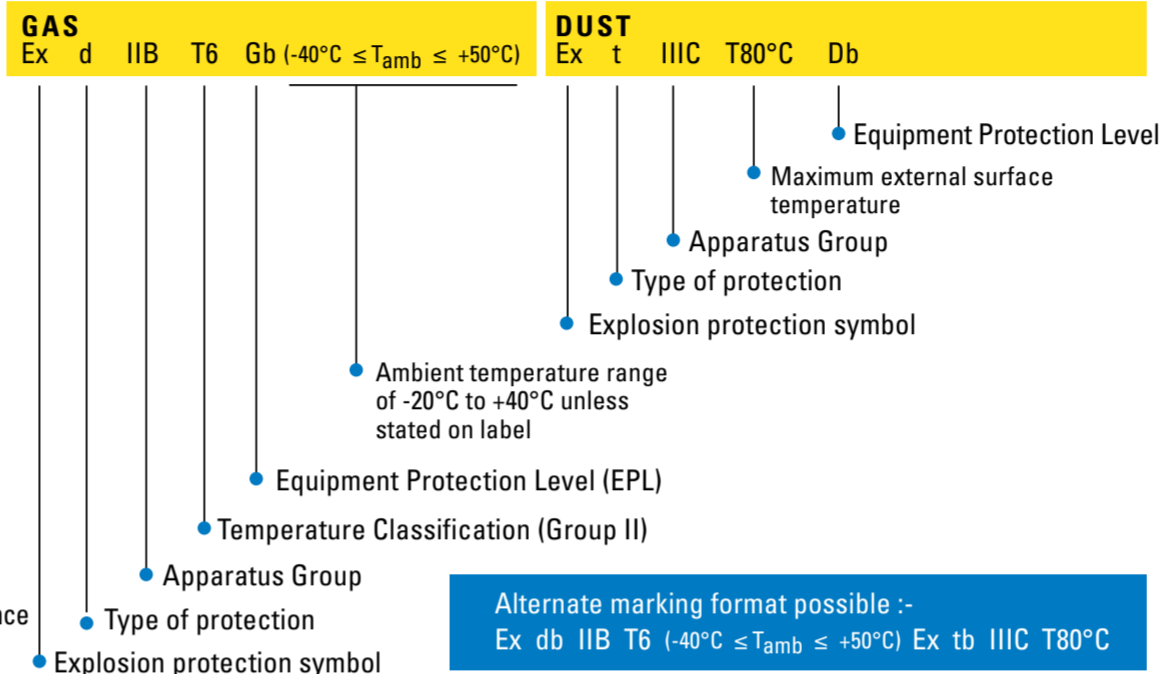 GAS
Ex d IIB T6 Gb (-40°C ≤ Tamb ≤ +50°C)
DUST
Ex t IIIC T80°C Db
Equipment Protection Level
Maximum external surface
temperature
Apparatus Group
Type of protection
Explosion protection symbol
Ambient temperature range
of -20°C to +40°C unless
stated on label
Equipment Protection Level (EPL)
Temperature Classification (Group II)
Apparatus Group
Type of protection
Explosion protection symbol
Alternate marking format possible :-
Ex db IIB T6 (-40°C ≤ Tamb ≤ +50°C) Ex tb IIIC T80°C